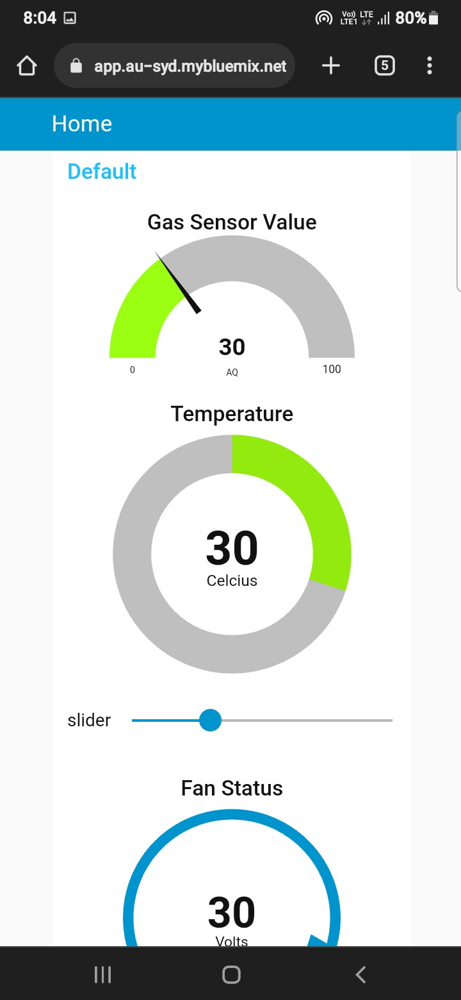 8:04
Vo)) LTE
LTE1
80%
app.au-syd.mybluemix.net
5
Home
Default
Gas Sensor Value
30
0
AQ
100
Temperature
30
Celcius
slider
Fan Status
30
Volts